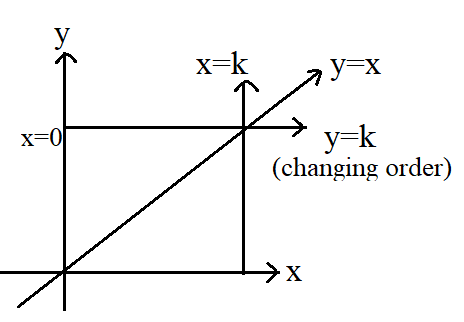 y
x=k
y=x
x=0
y=k
(changing order)
x